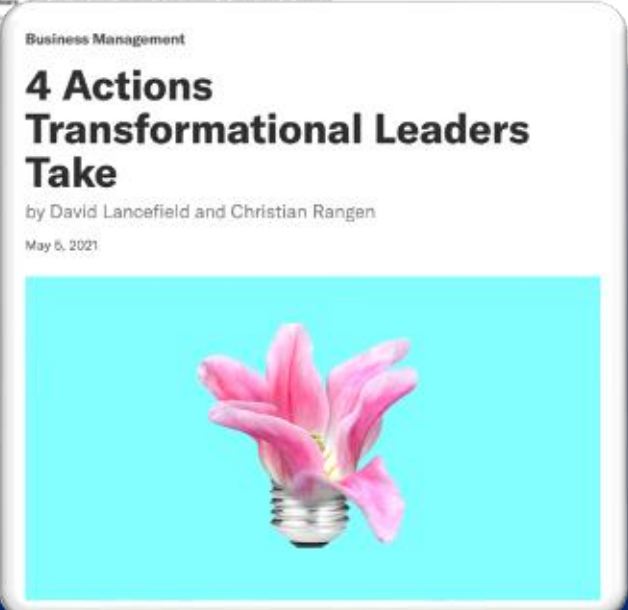 Business Management
4 Actions
Transformational Leaders
Take
by David Lancefield and Christian Rangen
May 5, 2021